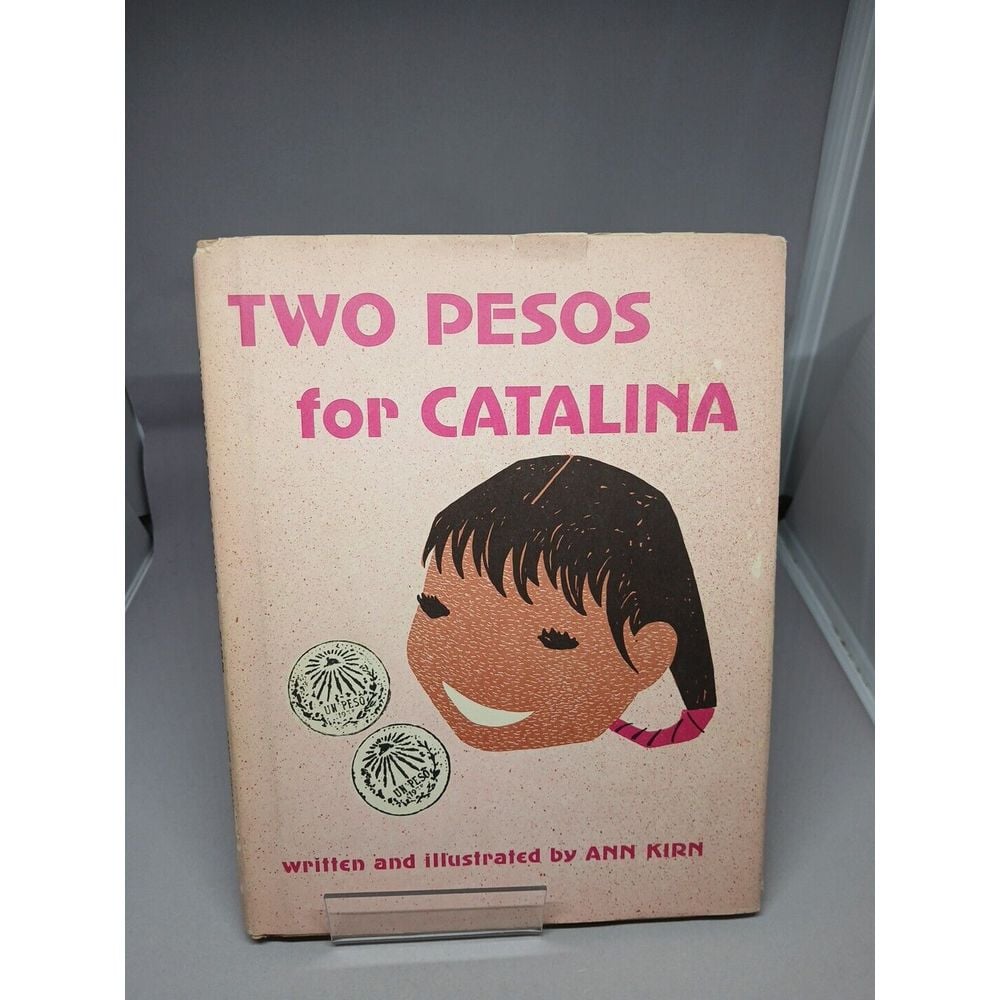 TWO PESOS
for CATALINA
UN PESO
UN PESO
written and illustrated by ANN KIRN